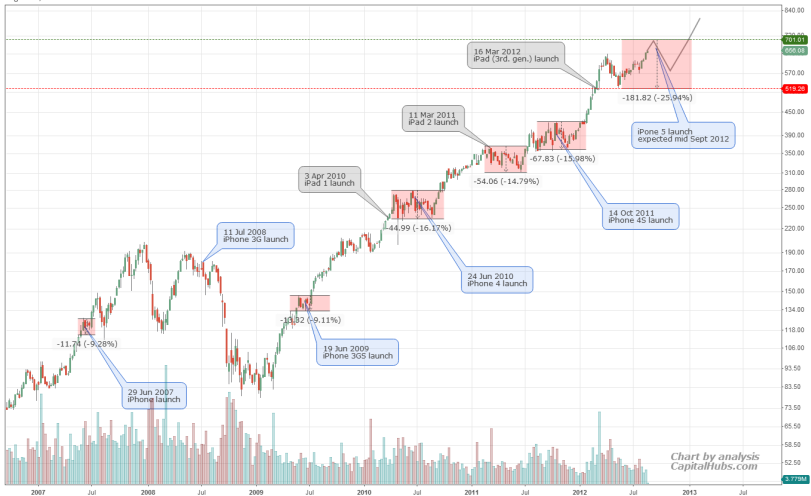 840.00
701.01
656.08
570.00
519.26
450.00
390.00
350.00
310.00
280.00
250.00
220.00
190.00
170.00
150.00
134.00
118.00
106.00
93.50
83.50
73.50
65.50
58.50
52.50
3.779M
16 Mar 2012
iPad (3rd. gen.) launch
-181.82 (-25.94%)
11 Mar 2011
iPad 2 launch
iPone 5 launch
expected mid Sept 2012
-67.83 (-15.98%)
3 Apr 2010
iPad 1 launch
-54.06 (-14.79%)
14 Oct 2011
iPhone 4S launch
-44.99 (-16.17%)
11 Jul 2008
iPhone 3G launch
24 Jun 2010
iPhone 4 launch
-13.32 (-9.11%)
-11.74 (-9.28%)
19 Jun 2009
iPhone 3GS launch
29 Jun 2007
iPhone launch
Chart by analysis
CapitalHubs.com
2007 Jul 2008 Jul 2009 Jul 2010 Jul 2011 Jul 2012 Jul 2013 Jul